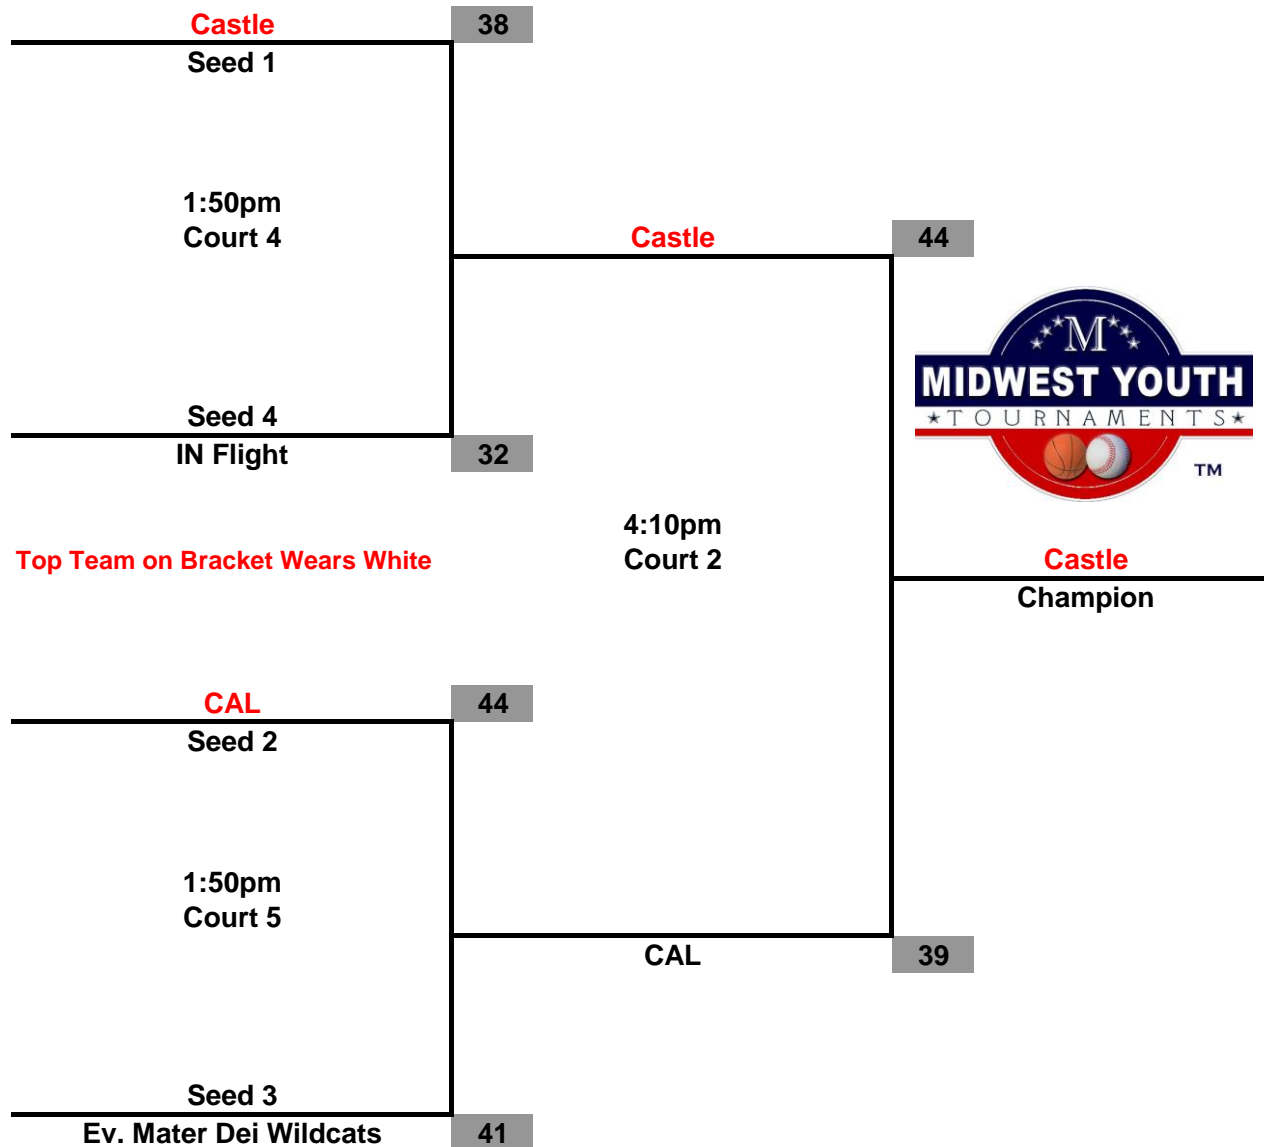 Castle 38
Seed 1
1:50pm
Court 4
Castle 44
M
MIDWEST YOUTH
★TOURNAMENTS★
TM
Seed 4
IN Flight 32
4:10pm
Court 2
Top Team on Bracket Wears White
Castle
Champion
CAL 44
Seed 2
1:50pm
Court 5
CAL 39
Seed 3
Ev. Mater Dei Wildcats 41